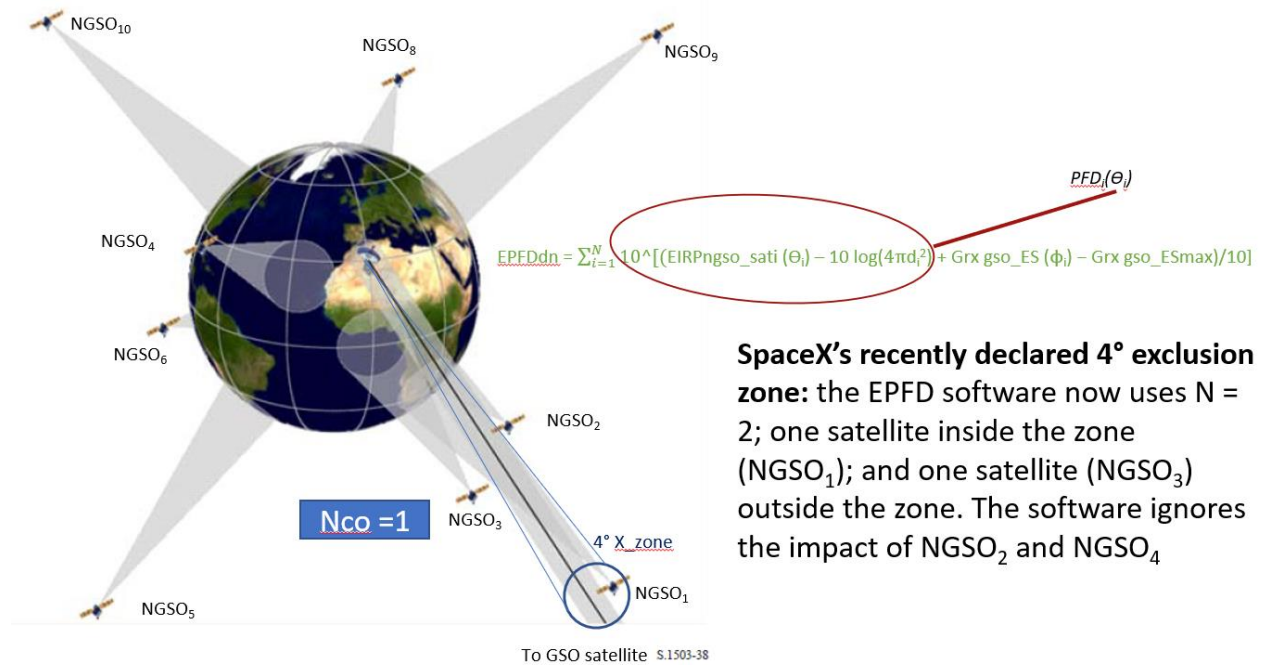 NGSO₁₀
NGSO₈
NGSO₉
PFDᵢ(ϴᵢ)
NGSO₄
EPFDdn = ∑ᵢ₌₁ᴺ 10^[(EIRPngso_sati (ϴᵢ) – 10 log(4πdᵢ²) + Grx gso_ES (ϕᵢ) – Grx gso_ESmax)/10]
NGSO₆
SpaceX’s recently declared 4° exclusion
zone: the EPFD software now uses N =
2; one satellite inside the zone
(NGSO₁); and one satellite (NGSO₃)
outside the zone. The software ignores
the impact of NGSO₂ and NGSO₄
NGSO₂
Nco =1
NGSO₃
4° X_zone
NGSO₁
NGSO₅
To GSO satellite S.1503-38